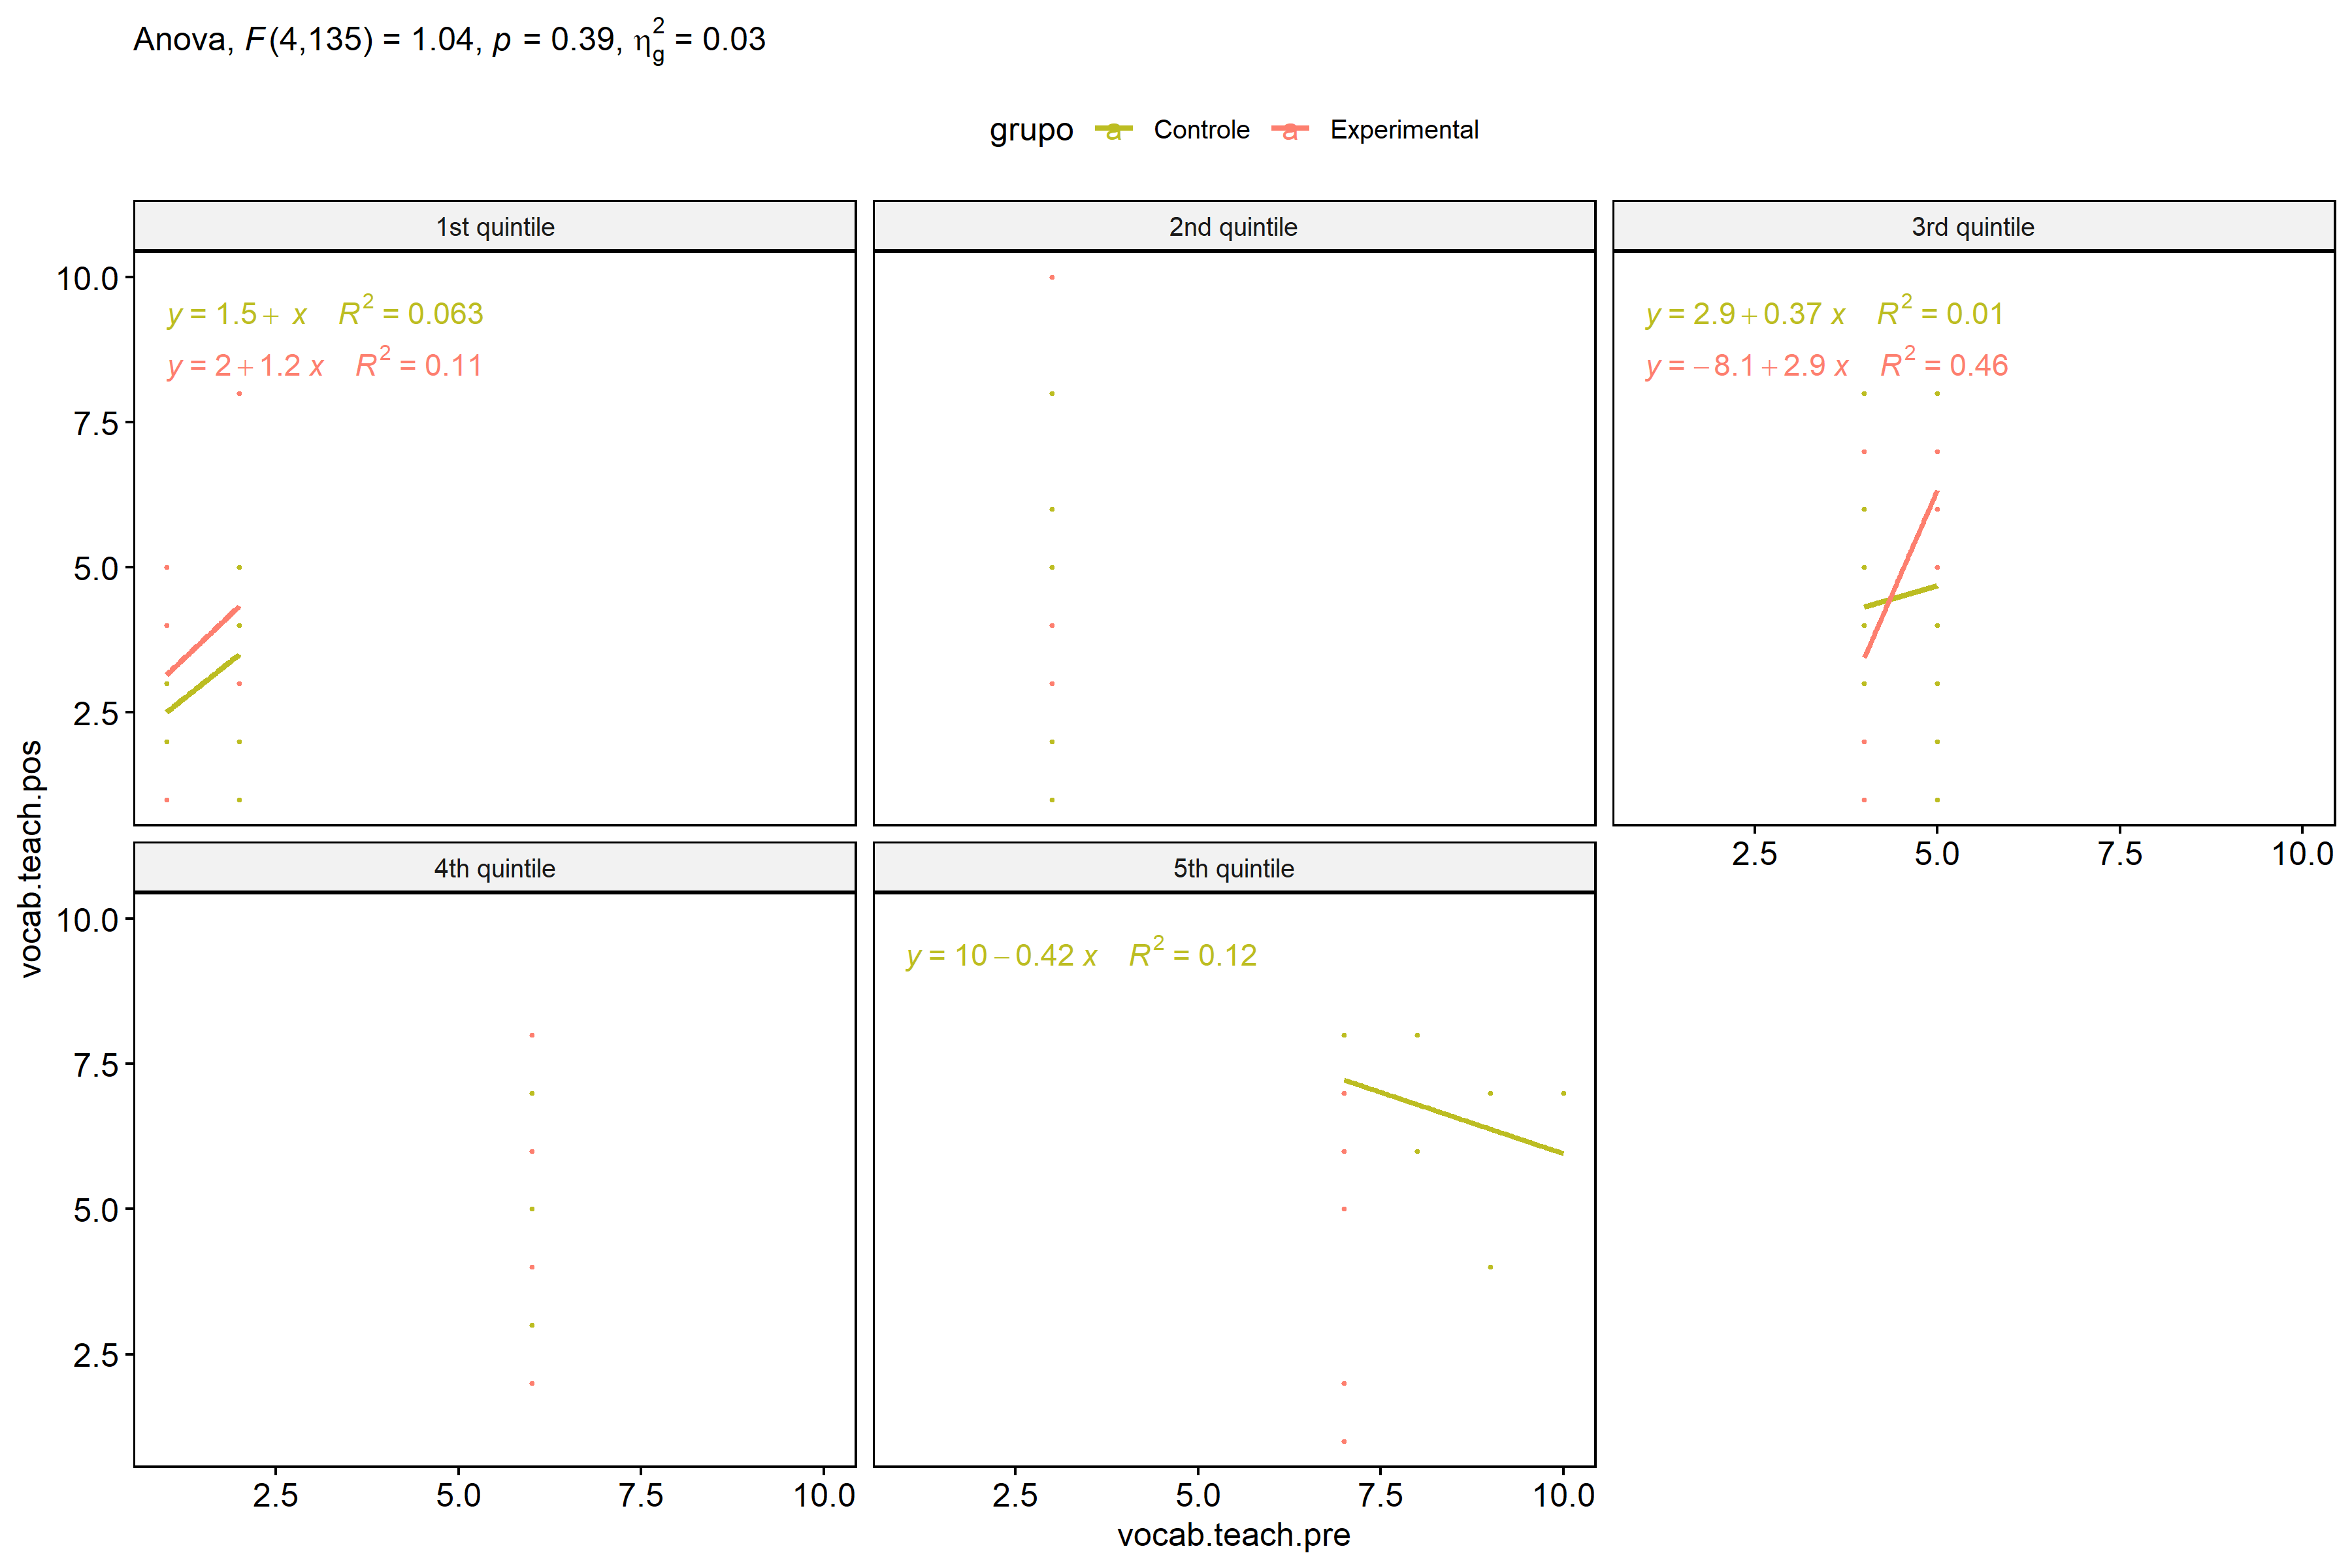 Anova, F(4,135) = 1.04, p = 0.39, η²g = 0.03
grupo a Controle a Experimental
1st quintile
2nd quintile
3rd quintile
10.0
7.5
5.0
2.5
y = 1.5 + x R² = 0.063
y = 2 + 1.2 x R² = 0.11
y = 2.9 + 0.37 x R² = 0.01
y = −8.1 + 2.9 x R² = 0.46
2.5 5.0 7.5 10.0
vocab.teach.pos
4th quintile
5th quintile
10.0
7.5
5.0
2.5
y = 10 − 0.42 x R² = 0.12
2.5 5.0 7.5 10.0
2.5 5.0 7.5 10.0
vocab.teach.pre